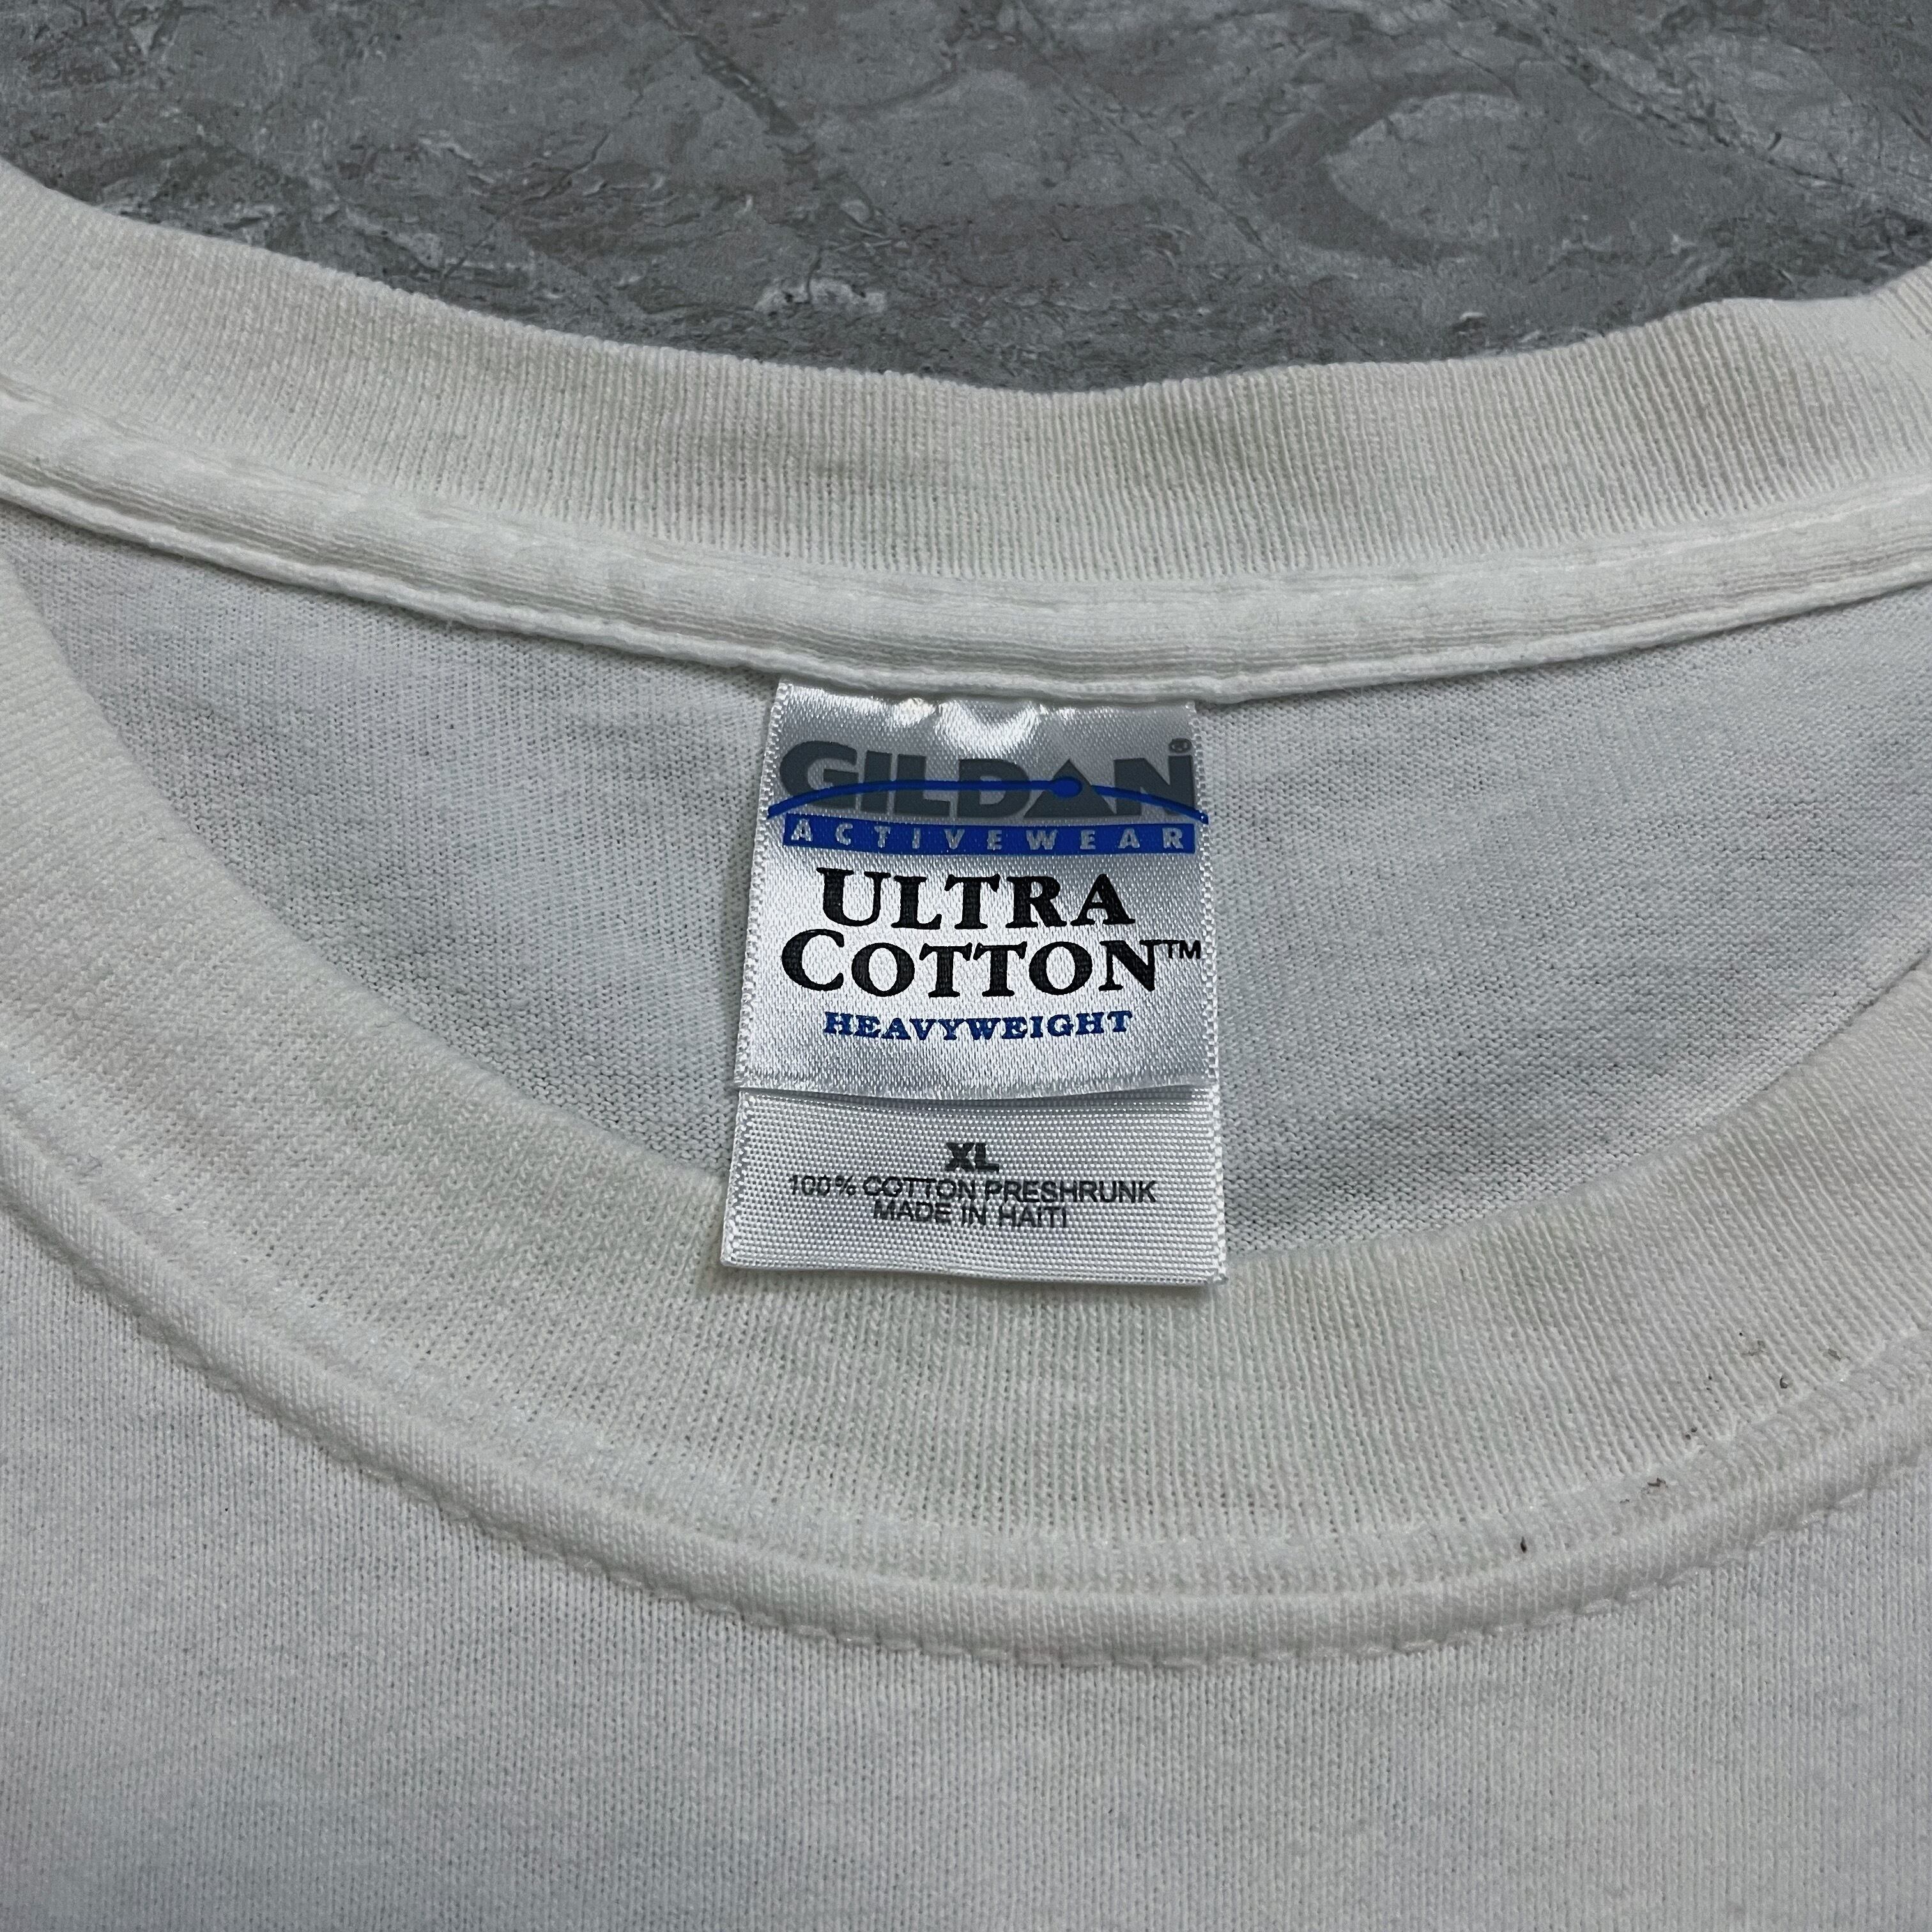 GILDAN®
ACTIVEWEAR
ULTRA
COTTON™
HEAVYWEIGHT
XL
100% COTTON PRESHRUNK
MADE IN HAITI